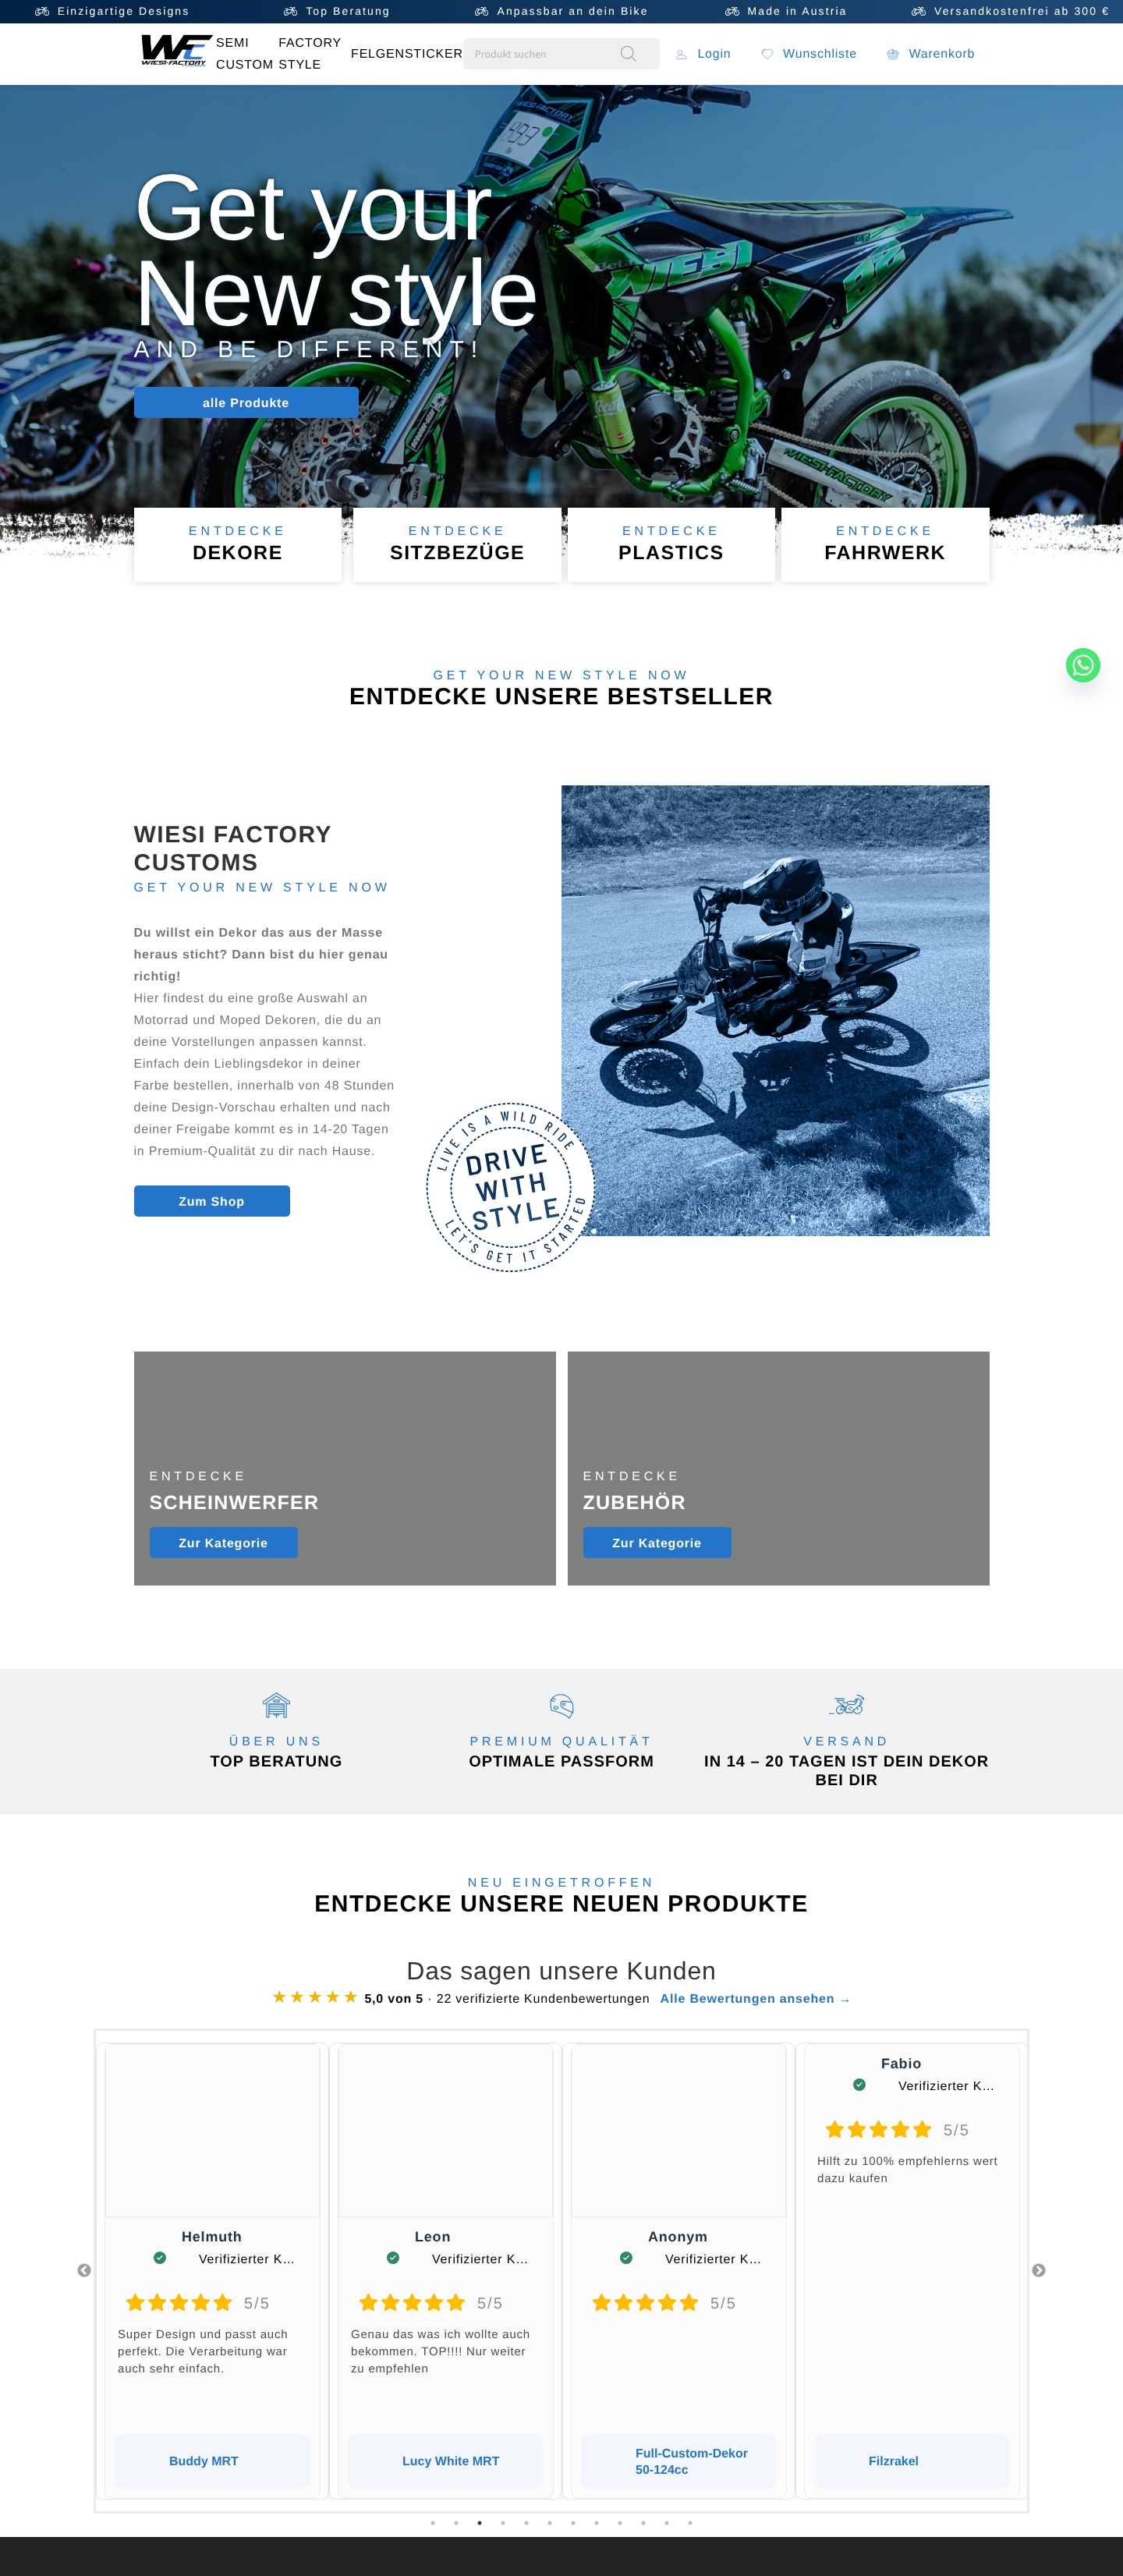 Einzigartige Designs
Top Beratung
Anpassbar an dein Bike
Made in Austria
Versandkostenfrei ab 300 €
WIESI-FACTORY
SEMI CUSTOM
FACTORY STYLE
FELGENSTICKER
Produkt suchen
Login
Wunschliste
Warenkorb
Get your
New style
AND BE DIFFERENT!
alle Produkte
ENTDECKE
DEKORE
ENTDECKE
SITZBEZÜGE
ENTDECKE
PLASTICS
ENTDECKE
FAHRWERK
GET YOUR NEW STYLE NOW
ENTDECKE UNSERE BESTSELLER
WIESI FACTORY
CUSTOMS
GET YOUR NEW STYLE NOW
Du willst ein Dekor das aus der Masse
heraus sticht? Dann bist du hier genau
richtig!
Hier findest du eine große Auswahl an
Motorrad und Moped Dekoren, die du an
deine Vorstellungen anpassen kannst.
Einfach dein Lieblingsdekor in deiner
Farbe bestellen, innerhalb von 48 Stunden
deine Design-Vorschau erhalten und nach
deiner Freigabe kommt es in 14-20 Tagen
in Premium-Qualität zu dir nach Hause.
Zum Shop
LIVE IS A WILD RIDE
DRIVE
WITH
STYLE
LET'S GET IT STARTED
ENTDECKE
SCHEINWERFER
Zur Kategorie
ENTDECKE
ZUBEHÖR
Zur Kategorie
ÜBER UNS
TOP BERATUNG
PREMIUM QUALITÄT
OPTIMALE PASSFORM
VERSAND
IN 14 – 20 TAGEN IST DEIN DEKOR
BEI DIR
NEU EINGETROFFEN
ENTDECKE UNSERE NEUEN PRODUKTE
Das sagen unsere Kunden
★★★★★ 5,0 von 5 · 22 verifizierte Kundenbewertungen Alle Bewertungen ansehen →
Helmuth
Verifizierter K...
5/5
Super Design und passt auch
perfekt. Die Verarbeitung war
auch sehr einfach.
Buddy MRT
Leon
Verifizierter K...
5/5
Genau das was ich wollte auch
bekommen. TOP!!!! Nur weiter
zu empfehlen
Lucy White MRT
Anonym
Verifizierter K...
5/5
Full-Custom-Dekor
50-124cc
Fabio
Verifizierter K...
5/5
Hilft zu 100% empfehlerns wert
dazu kaufen
Filzrakel